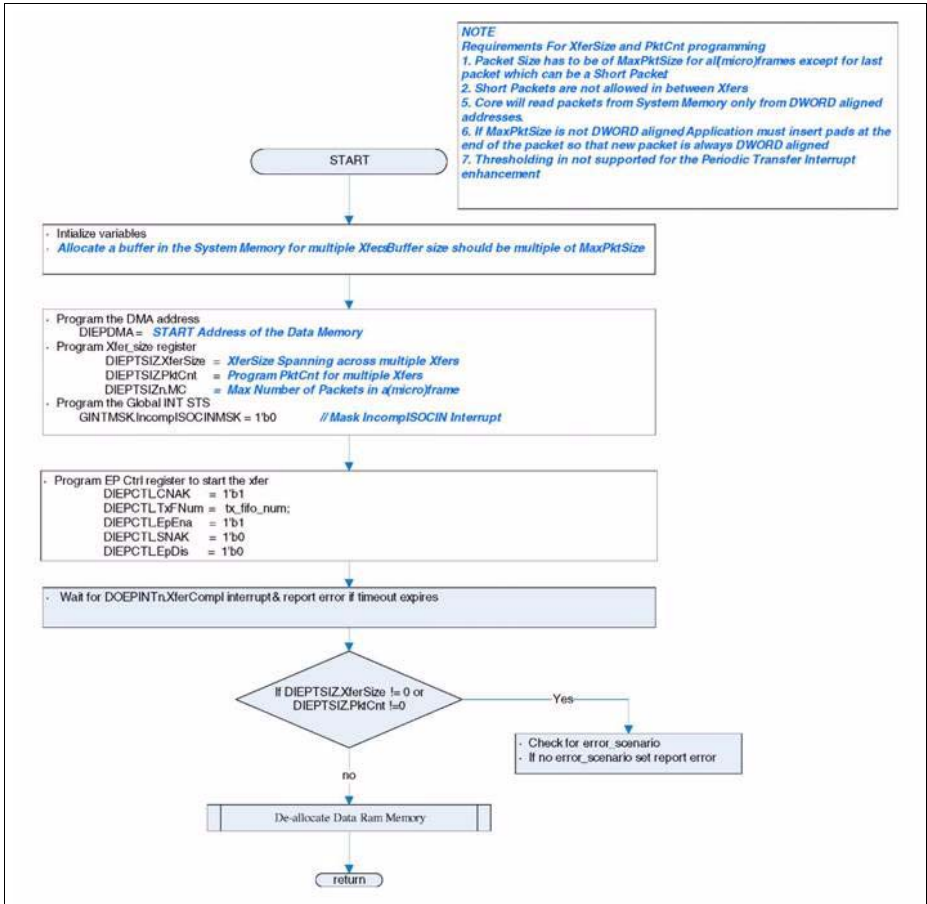 NOTE
Requirements For XferSize and PktCnt programming
1. Packet Size has to be of MaxPktSize for all(micro)frames except for last
packet which can be a Short Packet
2. Short Packets are not allowed in between Xfers
5. Core will read packets from System Memory only from DWORD aligned
addresses.
6. If MaxPktSize is not DWORD aligned, Application must insert pads at the
end of the packet so that new packet is always DWORD aligned
7. Thresholding in not supported for the Periodic Transfer Interrupt
enhancement
START
- Intialize variables
- Allocate a buffer in the System Memory for multiple Xfers Buffer size should be multiple of MaxPktSize
- Program the DMA address
DIEPDMA = START Address of the Data Memory
- Program Xfer_size register
DIEPTSIZ.XferSize = XferSize Spanning across multiple Xfers
DIEPTSIZ.PktCnt = Program PktCnt for multiple Xfers
DIEPTSIZn.MC = Max Number of Packets in a(micro)frame
- Program the Global INT STS
GINTMSK.IncompISOCINMSK = 1'b0 // Mask IncompISOCIN Interrupt
- Program EP Ctrl register to start the xfer
DIEPCTL.CNAK = 1'b1
DIEPCTL.TxFNum = tx_fifo_num;
DIEPCTL.EpEna = 1'b1
DIEPCTL.SNAK = 1'b0
DIEPCTL.EpDis = 1'b0
- Wait for DOEPINTn.XferCompl interrupt & report error if timeout expires
If DIEPTSIZ.XferSize != 0 or
DIEPTSIZ.PktCnt !=0
Yes
- Check for error_scenario
- If no error_scenario set report error
no
De-allocate Data Ram Memory
return